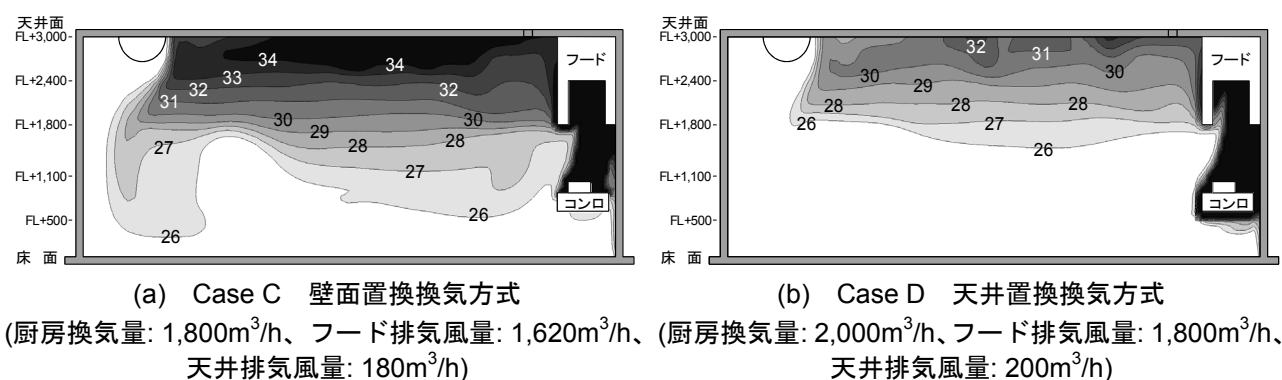 天井面
FL+3,000
FL+2,400
FL+1,800
FL+1,100
FL+500
床 面
34
34
33
32
32
31
30
30
29
28
28
27
27
26
26
フード
コンロ
(a) Case C 壁面置換換気方式
(厨房換気量: 1,800m³/h、フード排気風量: 1,620m³/h、
天井排気風量: 180m³/h)
天井面
FL+3,000
FL+2,400
FL+1,800
FL+1,100
FL+500
床 面
32
31
30
30
29
28
28
28
27
26
26
フード
コンロ
(b) Case D 天井置換換気方式
(厨房換気量: 2,000m³/h、フード排気風量: 1,800m³/h、
天井排気風量: 200m³/h)